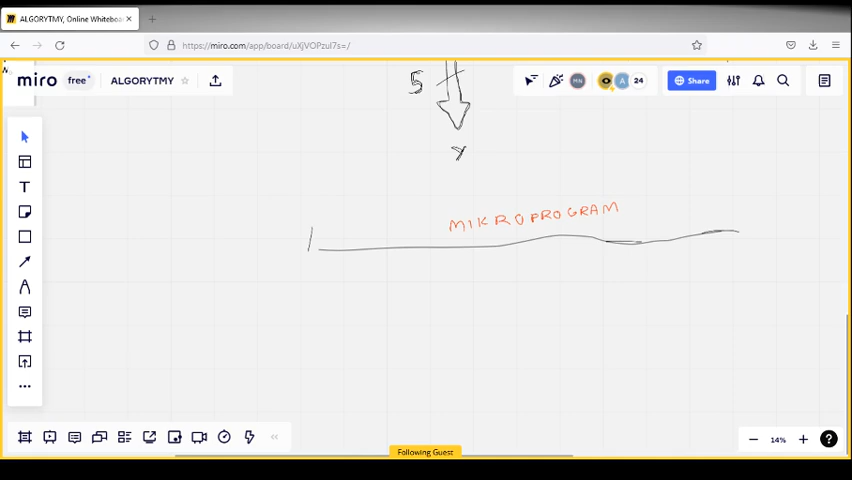 ALGORYTMY, Online Whiteboa
https://miro.com/app/board/uXjVOPzuI7s=/
miro free ALGORYTMY MN A 24 Share
5
x
MIKROPROGRAM
T
14%
Following Guest